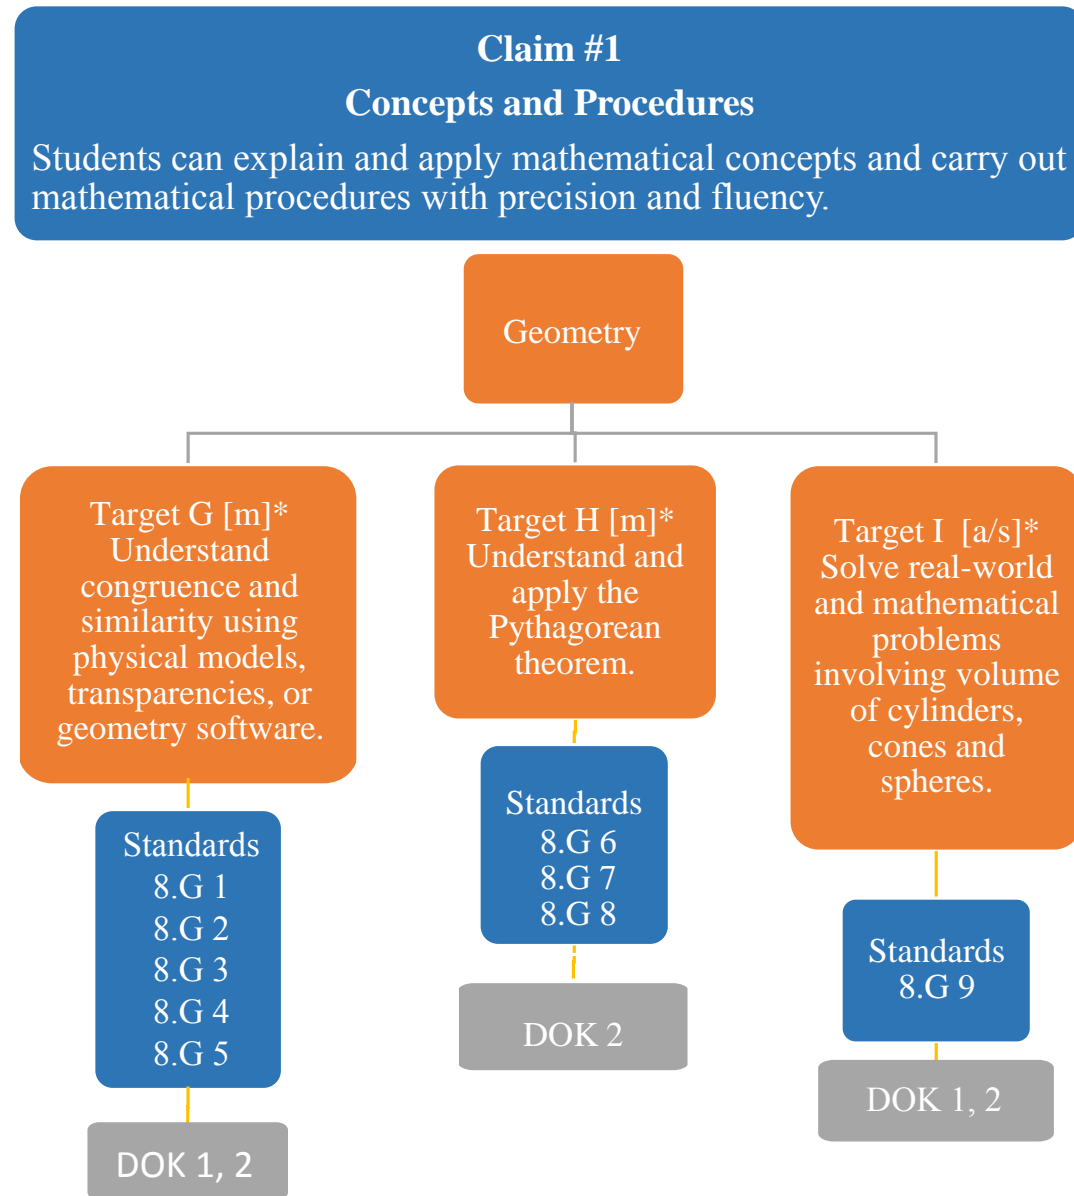 Claim #1
Concepts and Procedures
Students can explain and apply mathematical concepts and carry out
mathematical procedures with precision and fluency.
Geometry
Target G [m]*
Understand
congruence and
similarity using
physical models,
transparencies, or
geometry software.
Standards
8.G 1
8.G 2
8.G 3
8.G 4
8.G 5
DOK 1, 2
Target H [m]*
Understand and
apply the
Pythagorean
theorem.
Standards
8.G 6
8.G 7
8.G 8
DOK 2
Target I [a/s]*
Solve real-world
and mathematical
problems
involving volume
of cylinders,
cones and
spheres.
Standards
8.G 9
DOK 1, 2